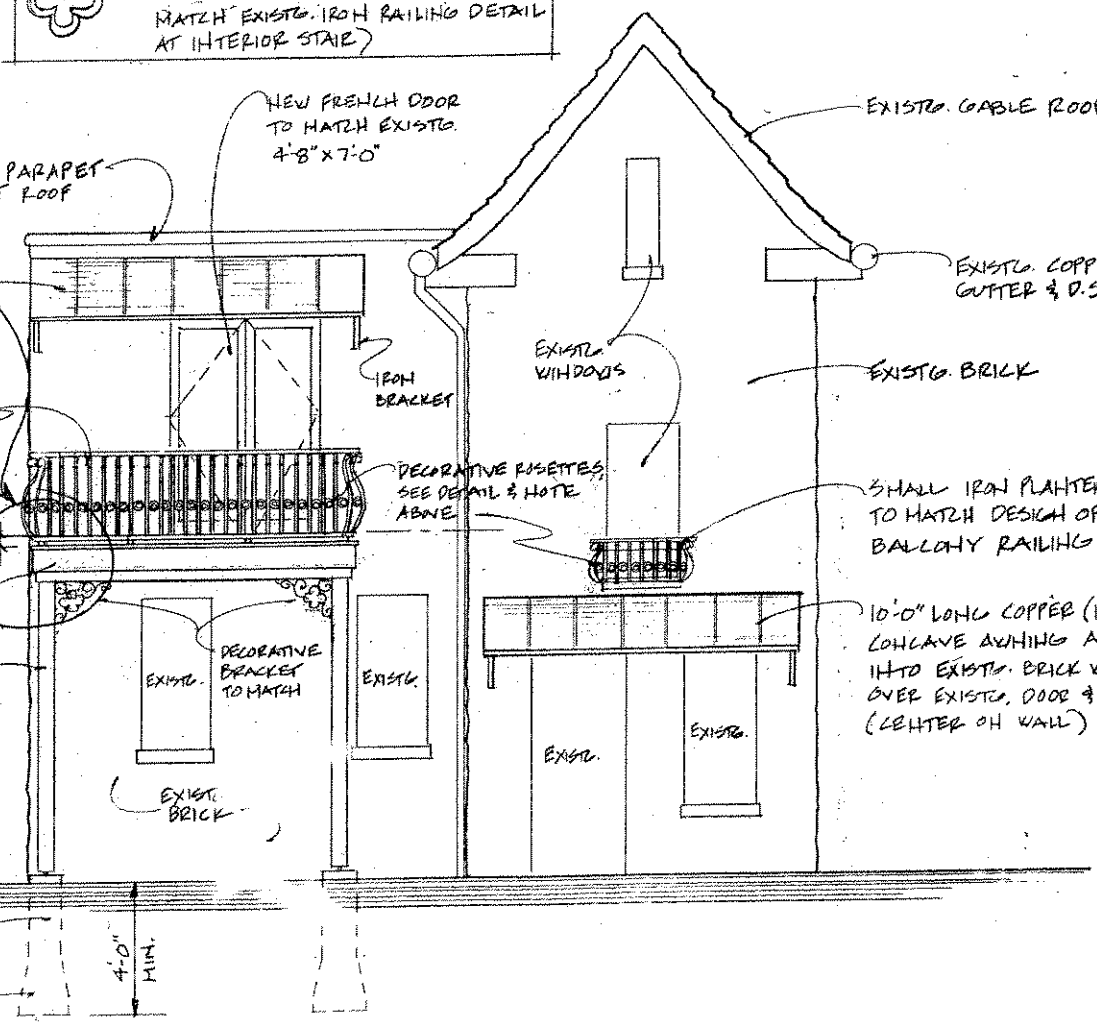 MATCH EXISTG. IRON RAILING DETAIL
AT INTERIOR STAIR)
NEW FRENCH DOOR
TO MATCH EXISTG.
4'-8" x 7'-0"
EXISTG. GABLE ROOF
PARAPET
ROOF
EXISTG. COPP
GUTTER & D.S
EXISTG.
WINDOWS
IRON
BRACKET
EXISTG. BRICK
DECORATIVE ROSETTES,
SEE DETAIL & NOTE
ABOVE
SMALL IRON PLANTER
TO MATCH DESIGN OF
BALCONY RAILING
10'-0" LONG COPPER (
CONCAVE AWNING A
INTO EXISTG. BRICK W
OVER EXISTG. DOOR &
(CENTER ON WALL)
DECORATIVE
BRACKET
TO MATCH
EXISTG.
EXISTG.
EXISTG.
EXISTG.
EXIST.
BRICK
4'-0"
MIN.